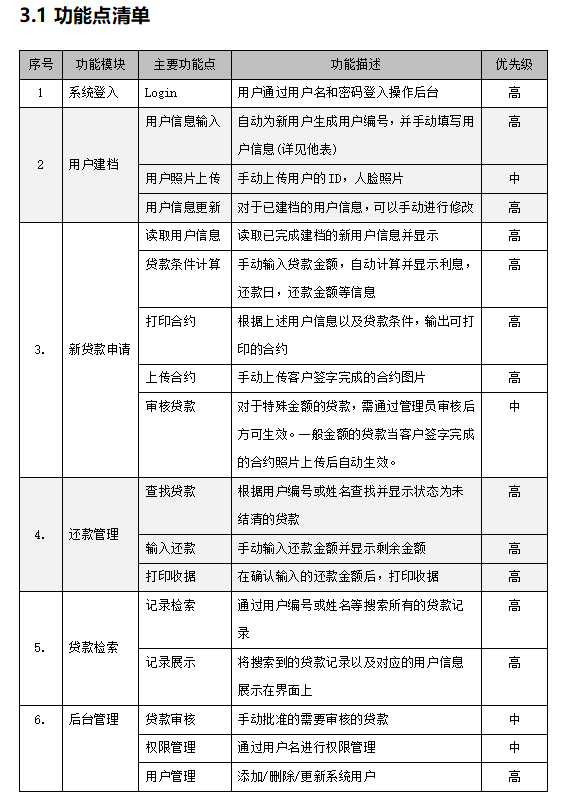 3.1 功能点清单
序号 功能模块 主要功能点 功能描述 优先级
1 系统登入 Login 用户通过用户名和密码登入操作后台 高
用户信息输入 自动为新用户生成用户编号，并手动填写用 高
户信息(详见他表)
2 用户建档
用户照片上传 手动上传用户的ID，人脸照片 中
用户信息更新 对于已建档的用户信息，可以手动进行修改 高
读取用户信息 读取已完成建档的新用户信息并显示 高
贷款条件计算 手动输入贷款金额，自动计算并显示利息， 高
还款日，还款金额等信息
打印合约 根据上述用户信息以及贷款条件，输出可打 高
3. 新贷款申请
印的合约
上传合约 手动上传客户签字完成的合约图片 高
审核贷款 对于特殊金额的贷款，需通过管理员审核后 中
方可生效。一般金额的贷款当客户签字完成
的合约照片上传后自动生效。
查找贷款 根据用户编号或姓名查找并显示状态为未 高
结清的贷款
4. 还款管理
输入还款 手动输入还款金额并显示剩余金额 高
打印收据 在确认输入的还款金额后，打印收据 高
记录检索 通过用户编号或姓名等搜索所有的贷款记 高
录
5. 贷款检索
记录展示 将搜索到的贷款记录以及对应的用户信息 高
展示在界面上
6. 后台管理 贷款审核 手动批准的需要审核的贷款 中
权限管理 通过用户名进行权限管理 中
用户管理 添加/删除/更新系统用户 高